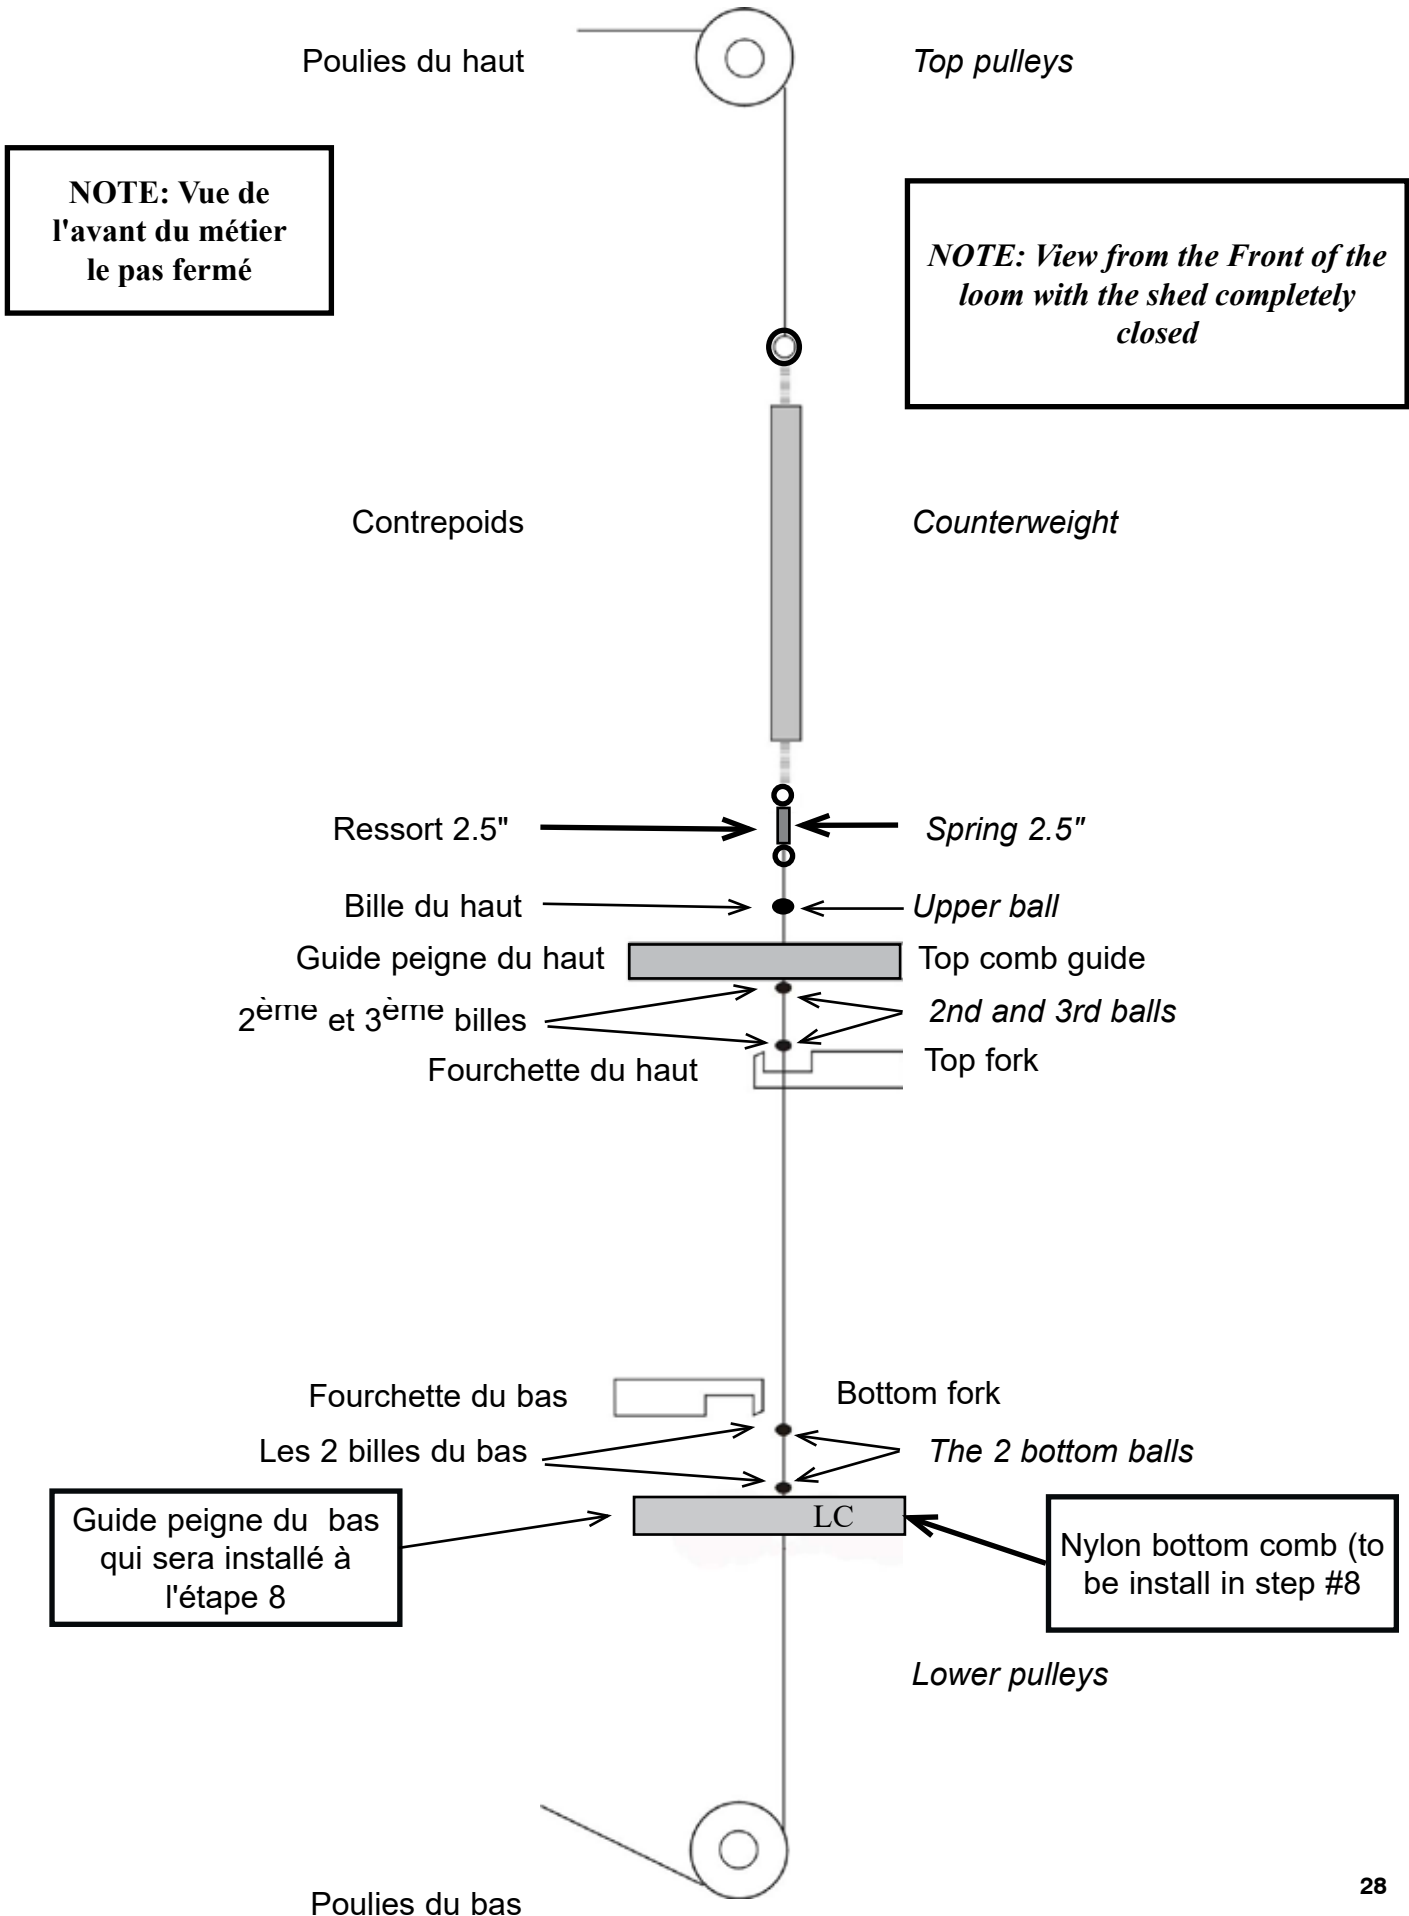 Poulies du haut
Top pulleys
NOTE: Vue de
l'avant du métier
le pas fermé
NOTE: View from the Front of the
loom with the shed completely
closed
Contrepoids
Counterweight
Ressort 2.5"
Spring 2.5"
Bille du haut
Upper ball
Guide peigne du haut
Top comb guide
2ème et 3ème billes
2nd and 3rd balls
Fourchette du haut
Top fork
Fourchette du bas
Bottom fork
Les 2 billes du bas
The 2 bottom balls
Guide peigne du bas
qui sera installé à
l'étape 8
LC
Nylon bottom comb (to
be install in step #8
Lower pulleys
Poulies du bas
28